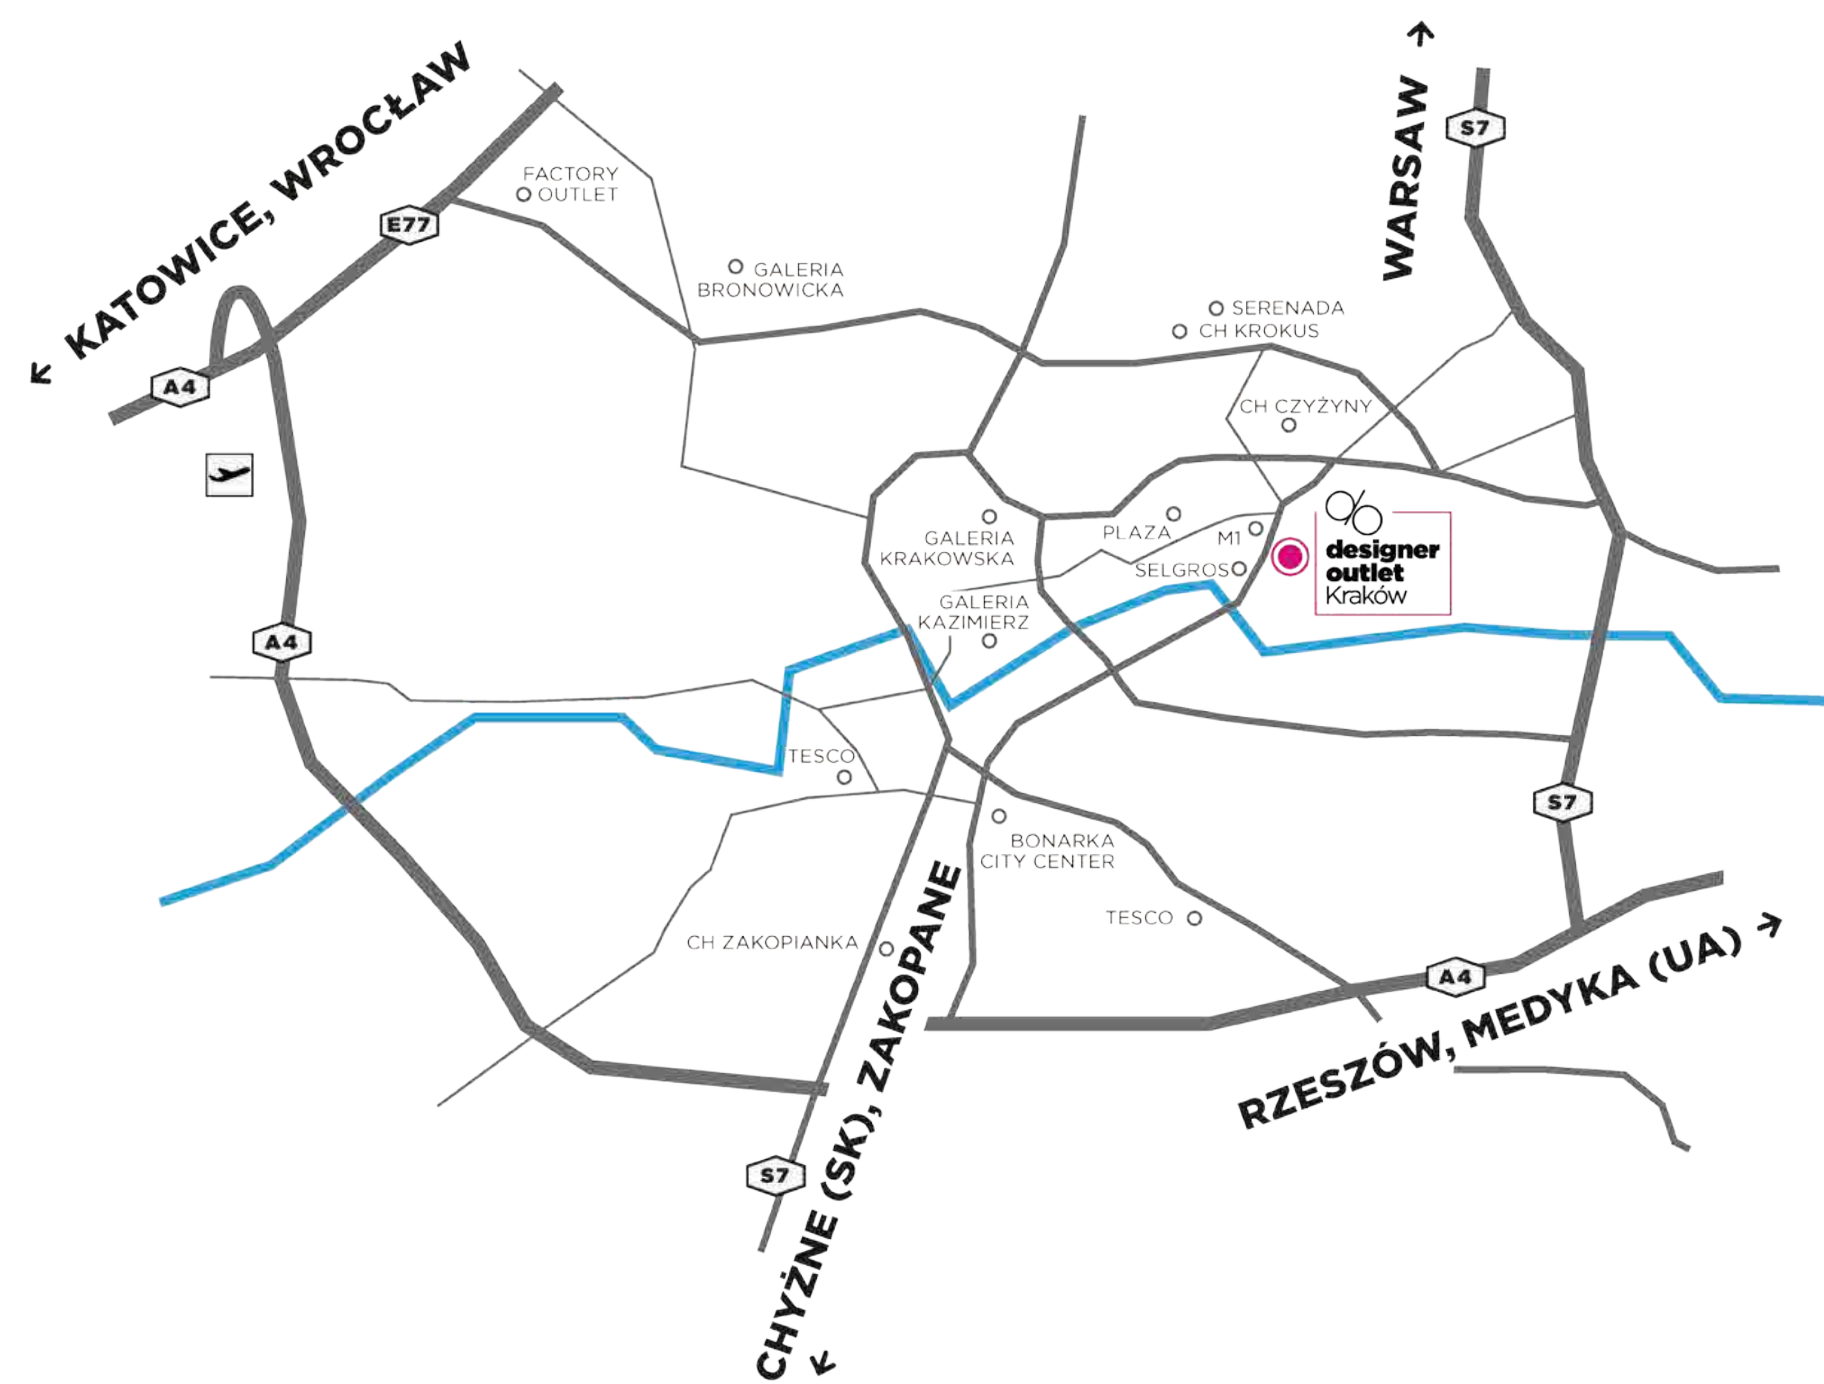 KATOWICE, WROCŁAW
WARSAW
S7
FACTORY
OUTLET
E77
GALERIA
BRONOWICKA
SERENADA
CH KROKUS
A4
CH CZYŻYNY
PLAZA
M1
GALERIA
KRAKOWSKA
SELGROS
designer
outlet
Kraków
GALERIA
KAZIMIERZ
A4
TESCO
S7
BONARKA
CITY CENTER
TESCO
CH ZAKOPIANKA
A4
RZESZÓW, MEDYKA (UA)
S7
CHYŻNE (SK), ZAKOPANE